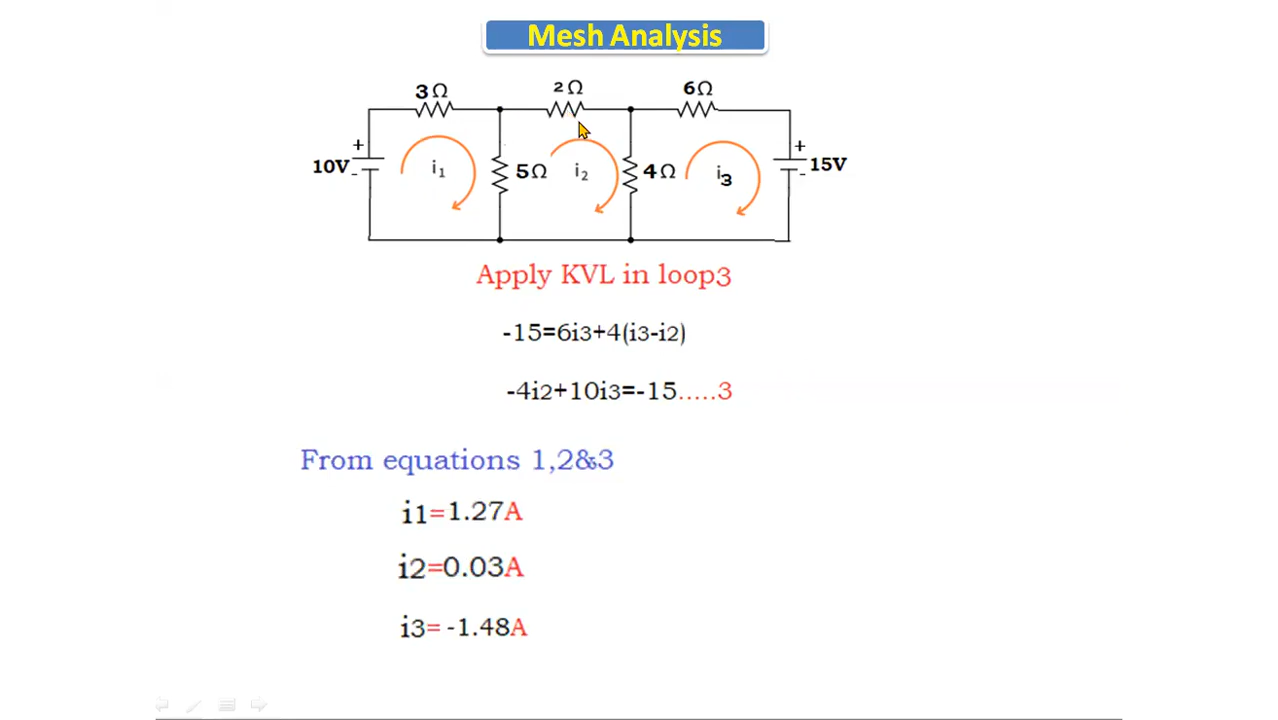 Mesh Analysis
3Ω 2Ω 6Ω
+ +
10V i1 5Ω i2 4Ω i3 15V
- -
Apply KVL in loop3
-15=6i3+4(i3-i2)
-4i2+10i3=-15.....3
From equations 1,2&3
i1=1.27A
i2=0.03A
i3= -1.48A